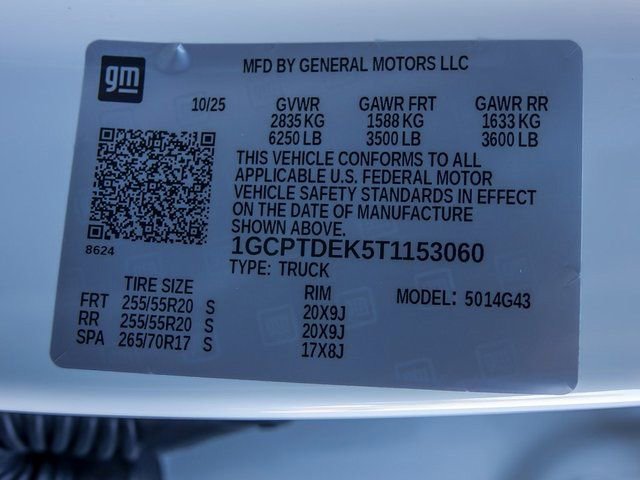 gm
MFD BY GENERAL MOTORS LLC
10/25 GVWR GAWR FRT GAWR RR
2835 KG 1588 KG 1633 KG
6250 LB 3500 LB 3600 LB
THIS VEHICLE CONFORMS TO ALL
APPLICABLE U.S. FEDERAL MOTOR
VEHICLE SAFETY STANDARDS IN EFFECT
ON THE DATE OF MANUFACTURE
SHOWN ABOVE.
8624
1GCPTDEK5T1153060
TYPE: TRUCK
TIRE SIZE RIM MODEL: 5014G43
FRT 255/55R20 S 20X9J
RR 255/55R20 S 20X9J
SPA 265/70R17 S 17X8J